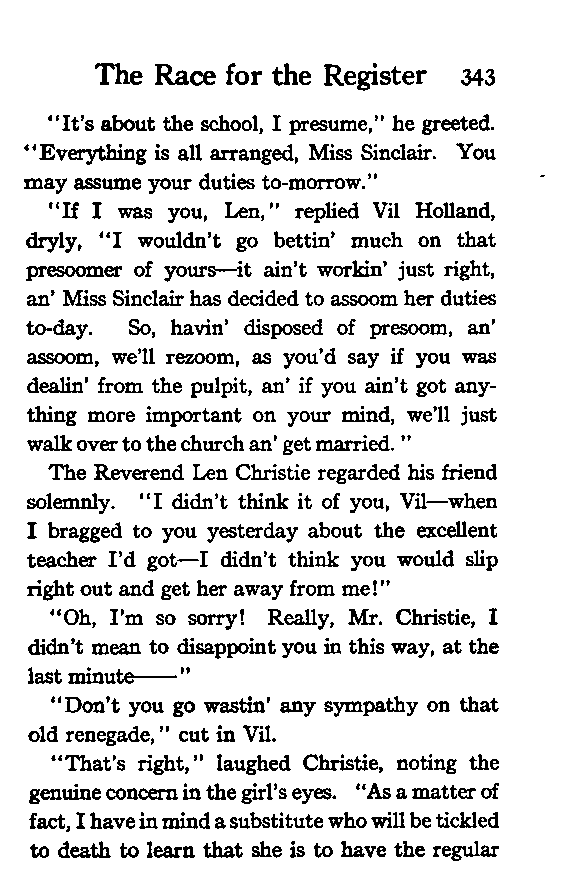 The Race for the Register 343
"It's about the school, I presume," he greeted.
"Everything is all arranged, Miss Sinclair. You
may assume your duties to-morrow."
"If I was you, Len," replied Vil Holland,
dryly, "I wouldn't go bettin' much on that
presoomer of yours—it ain't workin' just right,
an' Miss Sinclair has decided to assoom her duties
to-day. So, havin' disposed of presoom, an'
assoom, we'll rezoom, as you'd say if you was
dealin' from the pulpit, an' if you ain't got any-
thing more important on your mind, we'll just
walk over to the church an' get married."
The Reverend Len Christie regarded his friend
solemnly. "I didn't think it of you, Vil—when
I bragged to you yesterday about the excellent
teacher I'd got—I didn't think you would slip
right out and get her away from me!"
"Oh, I'm so sorry! Really, Mr. Christie, I
didn't mean to disappoint you in this way, at the
last minute——"
"Don't you go wastin' any sympathy on that
old renegade," cut in Vil.
"That's right," laughed Christie, noting the
genuine concern in the girl's eyes. "As a matter of
fact, I have in mind a substitute who will be tickled
to death to learn that she is to have the regular